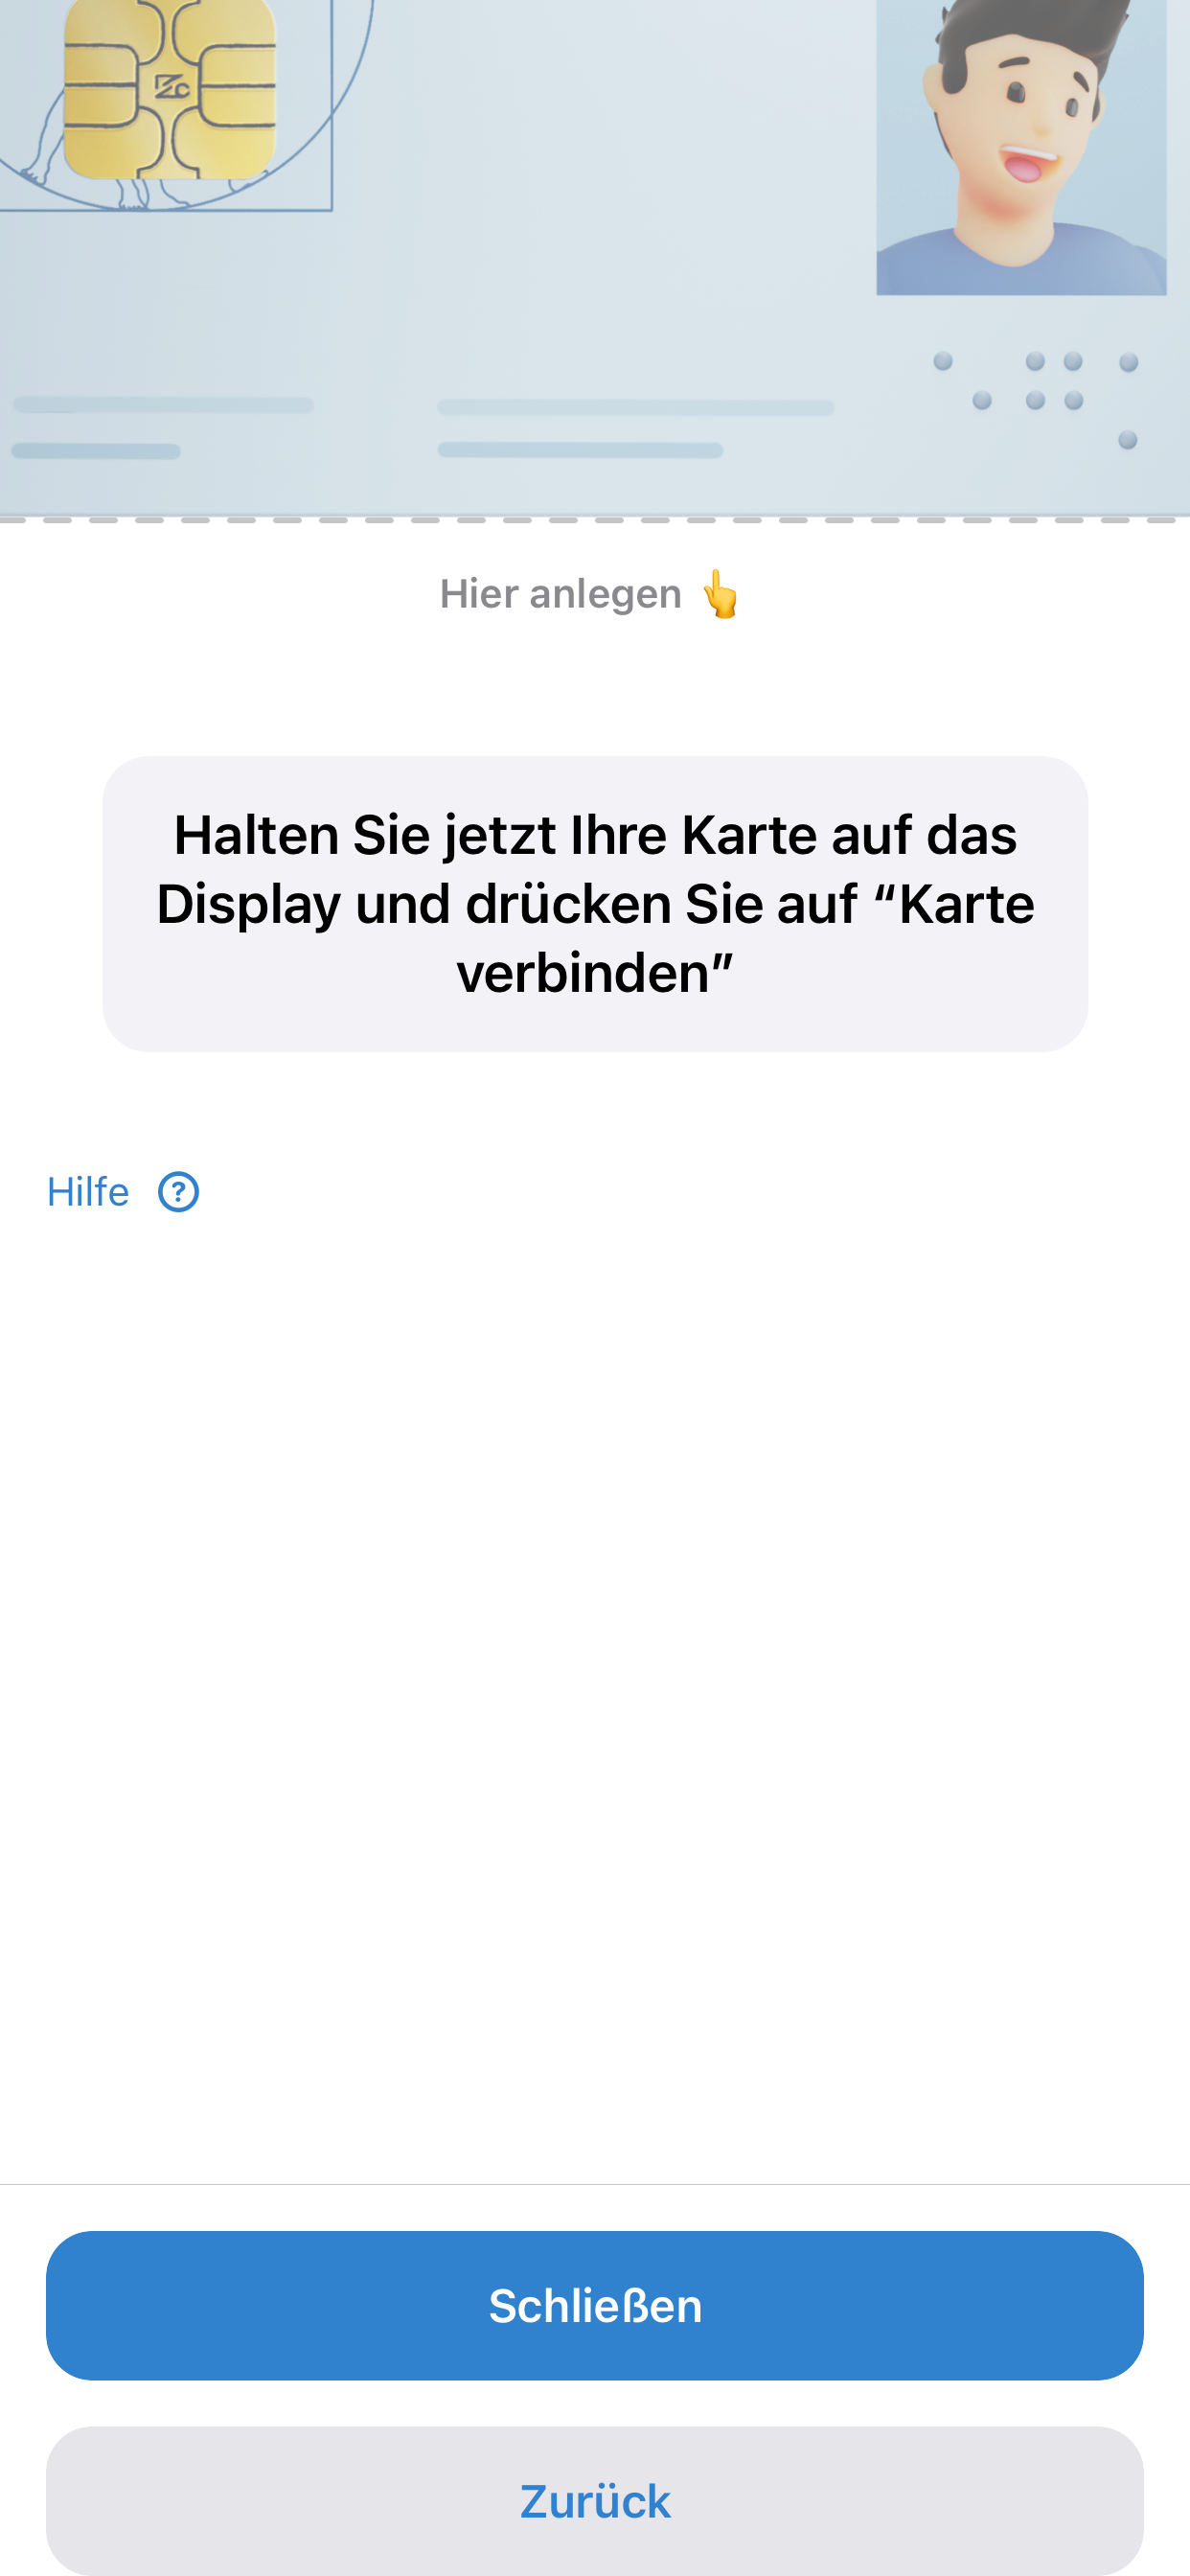 Hier anlegen 👆
Halten Sie jetzt Ihre Karte auf das
Display und drücken Sie auf “Karte
verbinden”
Hilfe ?
Schließen
Zurück